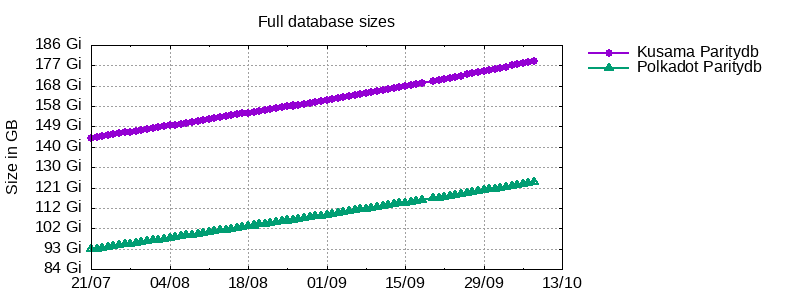 Full database sizes
Kusama Paritydb
Polkadot Paritydb
Size in GB
186 Gi
177 Gi
168 Gi
158 Gi
149 Gi
140 Gi
130 Gi
121 Gi
112 Gi
102 Gi
93 Gi
84 Gi
21/07 04/08 18/08 01/09 15/09 29/09 13/10